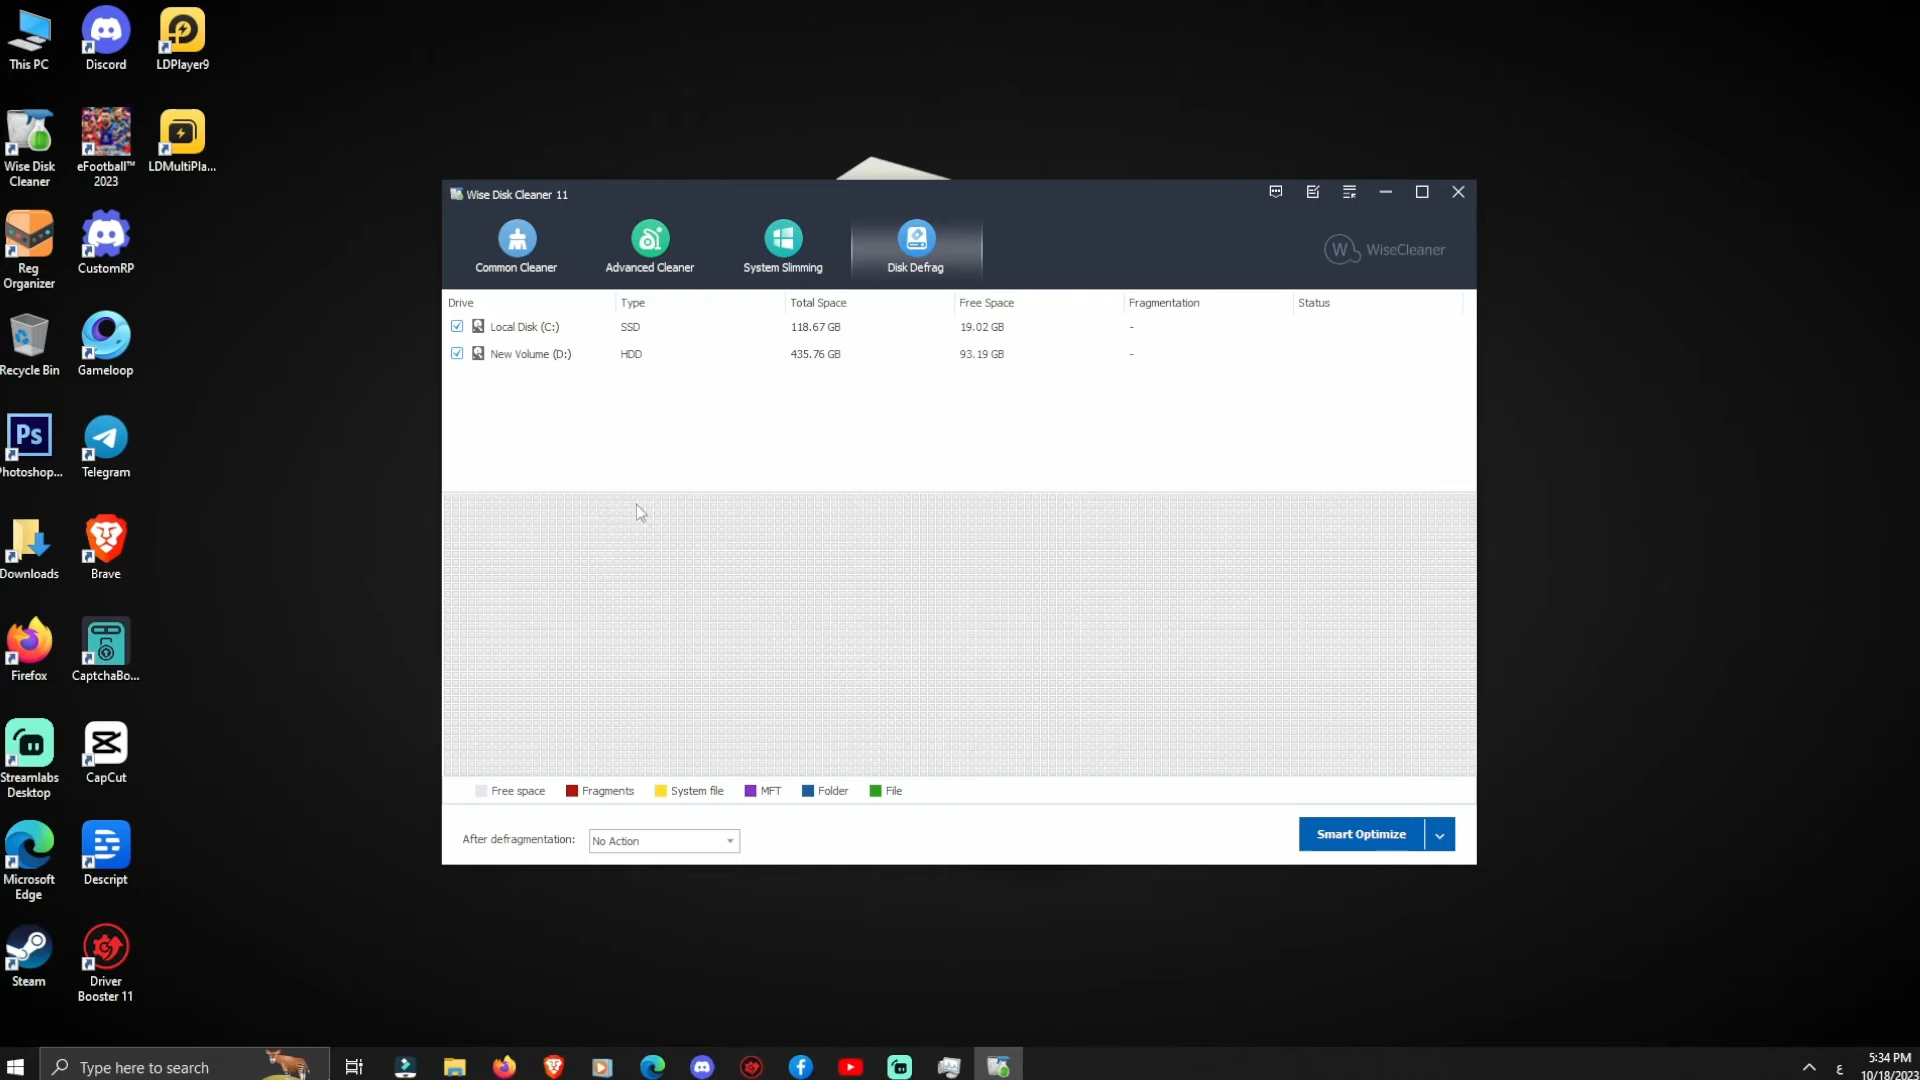 This PC
Discord
LDPlayer9
Wise Disk
Cleaner
eFootball™
2023
LDMultiPla...
Reg
Organizer
CustomRP
Recycle Bin
Gameloop
Ps
Photoshop...
Telegram
Downloads
Brave
Firefox
CaptchaBo...
Streamlabs
Desktop
CapCut
Microsoft
Edge
Descript
Steam
Driver
Booster 11
Wise Disk Cleaner 11
Common Cleaner
Advanced Cleaner
System Slimming
Disk Defrag
W WiseCleaner
Drive Type Total Space Free Space Fragmentation Status
Local Disk (C:) SSD 118.67 GB 19.02 GB -
New Volume (D:) HDD 435.76 GB 93.19 GB -
Free space Fragments System file MFT Folder File
After defragmentation: No Action
Smart Optimize
Type here to search
ع
5:34 PM
10/18/2023